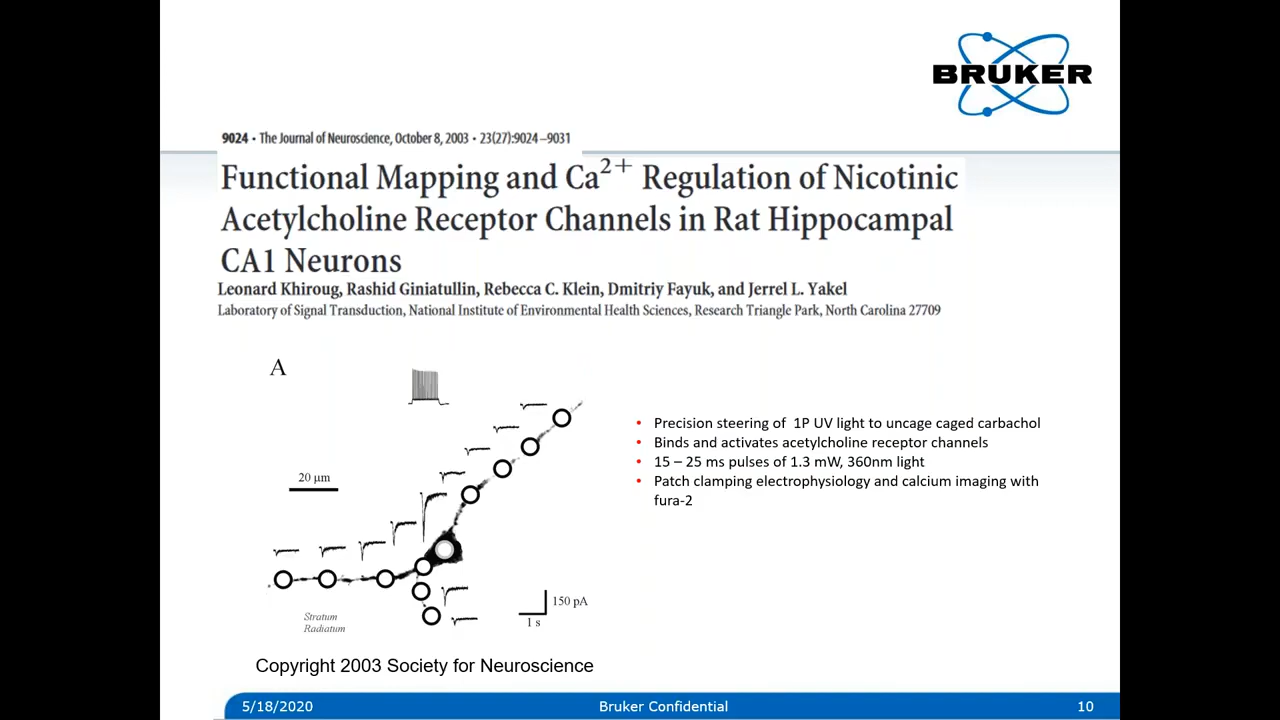 BRUKER
9024 • The Journal of Neuroscience, October 8, 2003 • 23(27):9024–9031
Functional Mapping and Ca2+ Regulation of Nicotinic
Acetylcholine Receptor Channels in Rat Hippocampal
CA1 Neurons
Leonard Khiroug, Rashid Giniatullin, Rebecca C. Klein, Dmitriy Fayuk, and Jerrel L. Yakel
Laboratory of Signal Transduction, National Institute of Environmental Health Sciences, Research Triangle Park, North Carolina 27709
A
20 μm
150 pA
1 s
Stratum
Radiatum
• Precision steering of 1P UV light to uncage caged carbachol
• Binds and activates acetylcholine receptor channels
• 15 – 25 ms pulses of 1.3 mW, 360nm light
• Patch clamping electrophysiology and calcium imaging with
fura-2
Copyright 2003 Society for Neuroscience
5/18/2020
Bruker Confidential
10